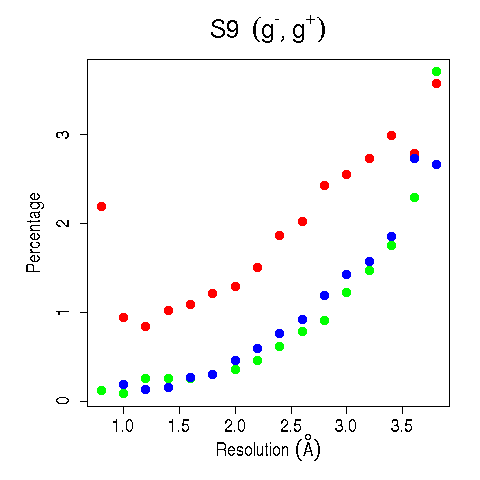 S9 (g⁻, g⁺)
Percentage
3
2
1
0
1.0 1.5 2.0 2.5 3.0 3.5
Resolution (Å)